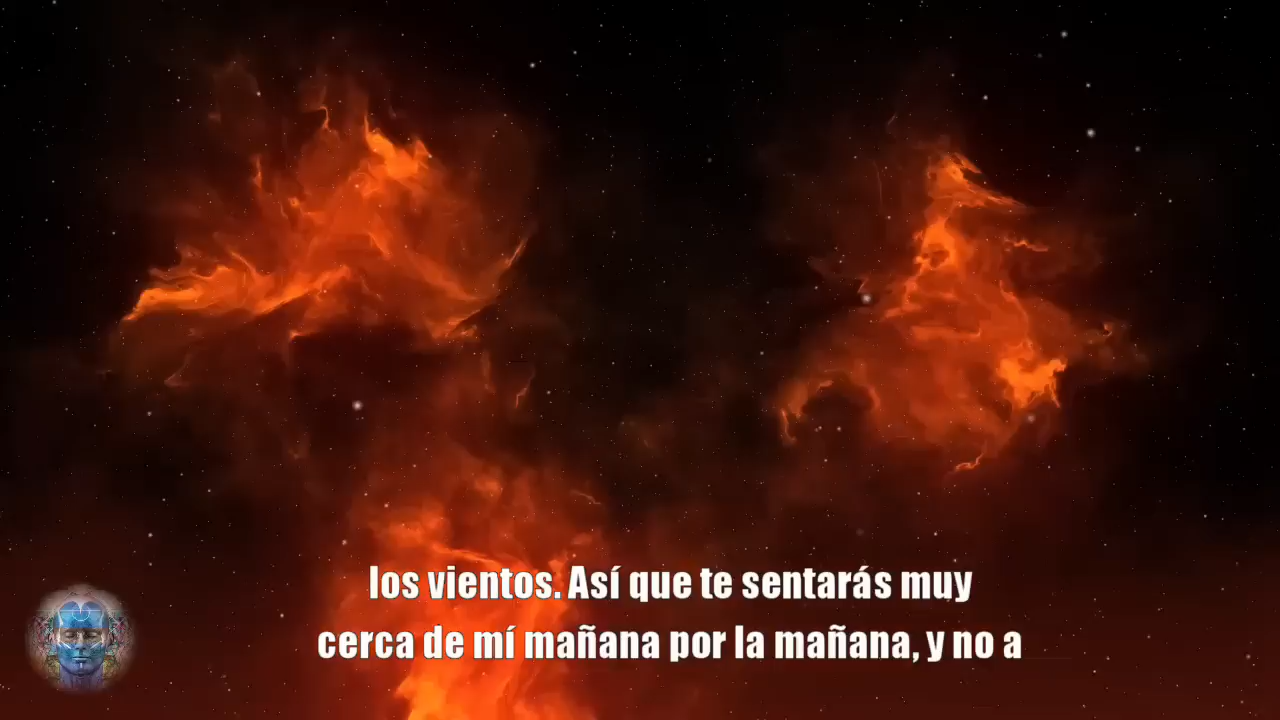 los vientos. Así que te sentarás muy
cerca de mí mañana por la mañana, y no a